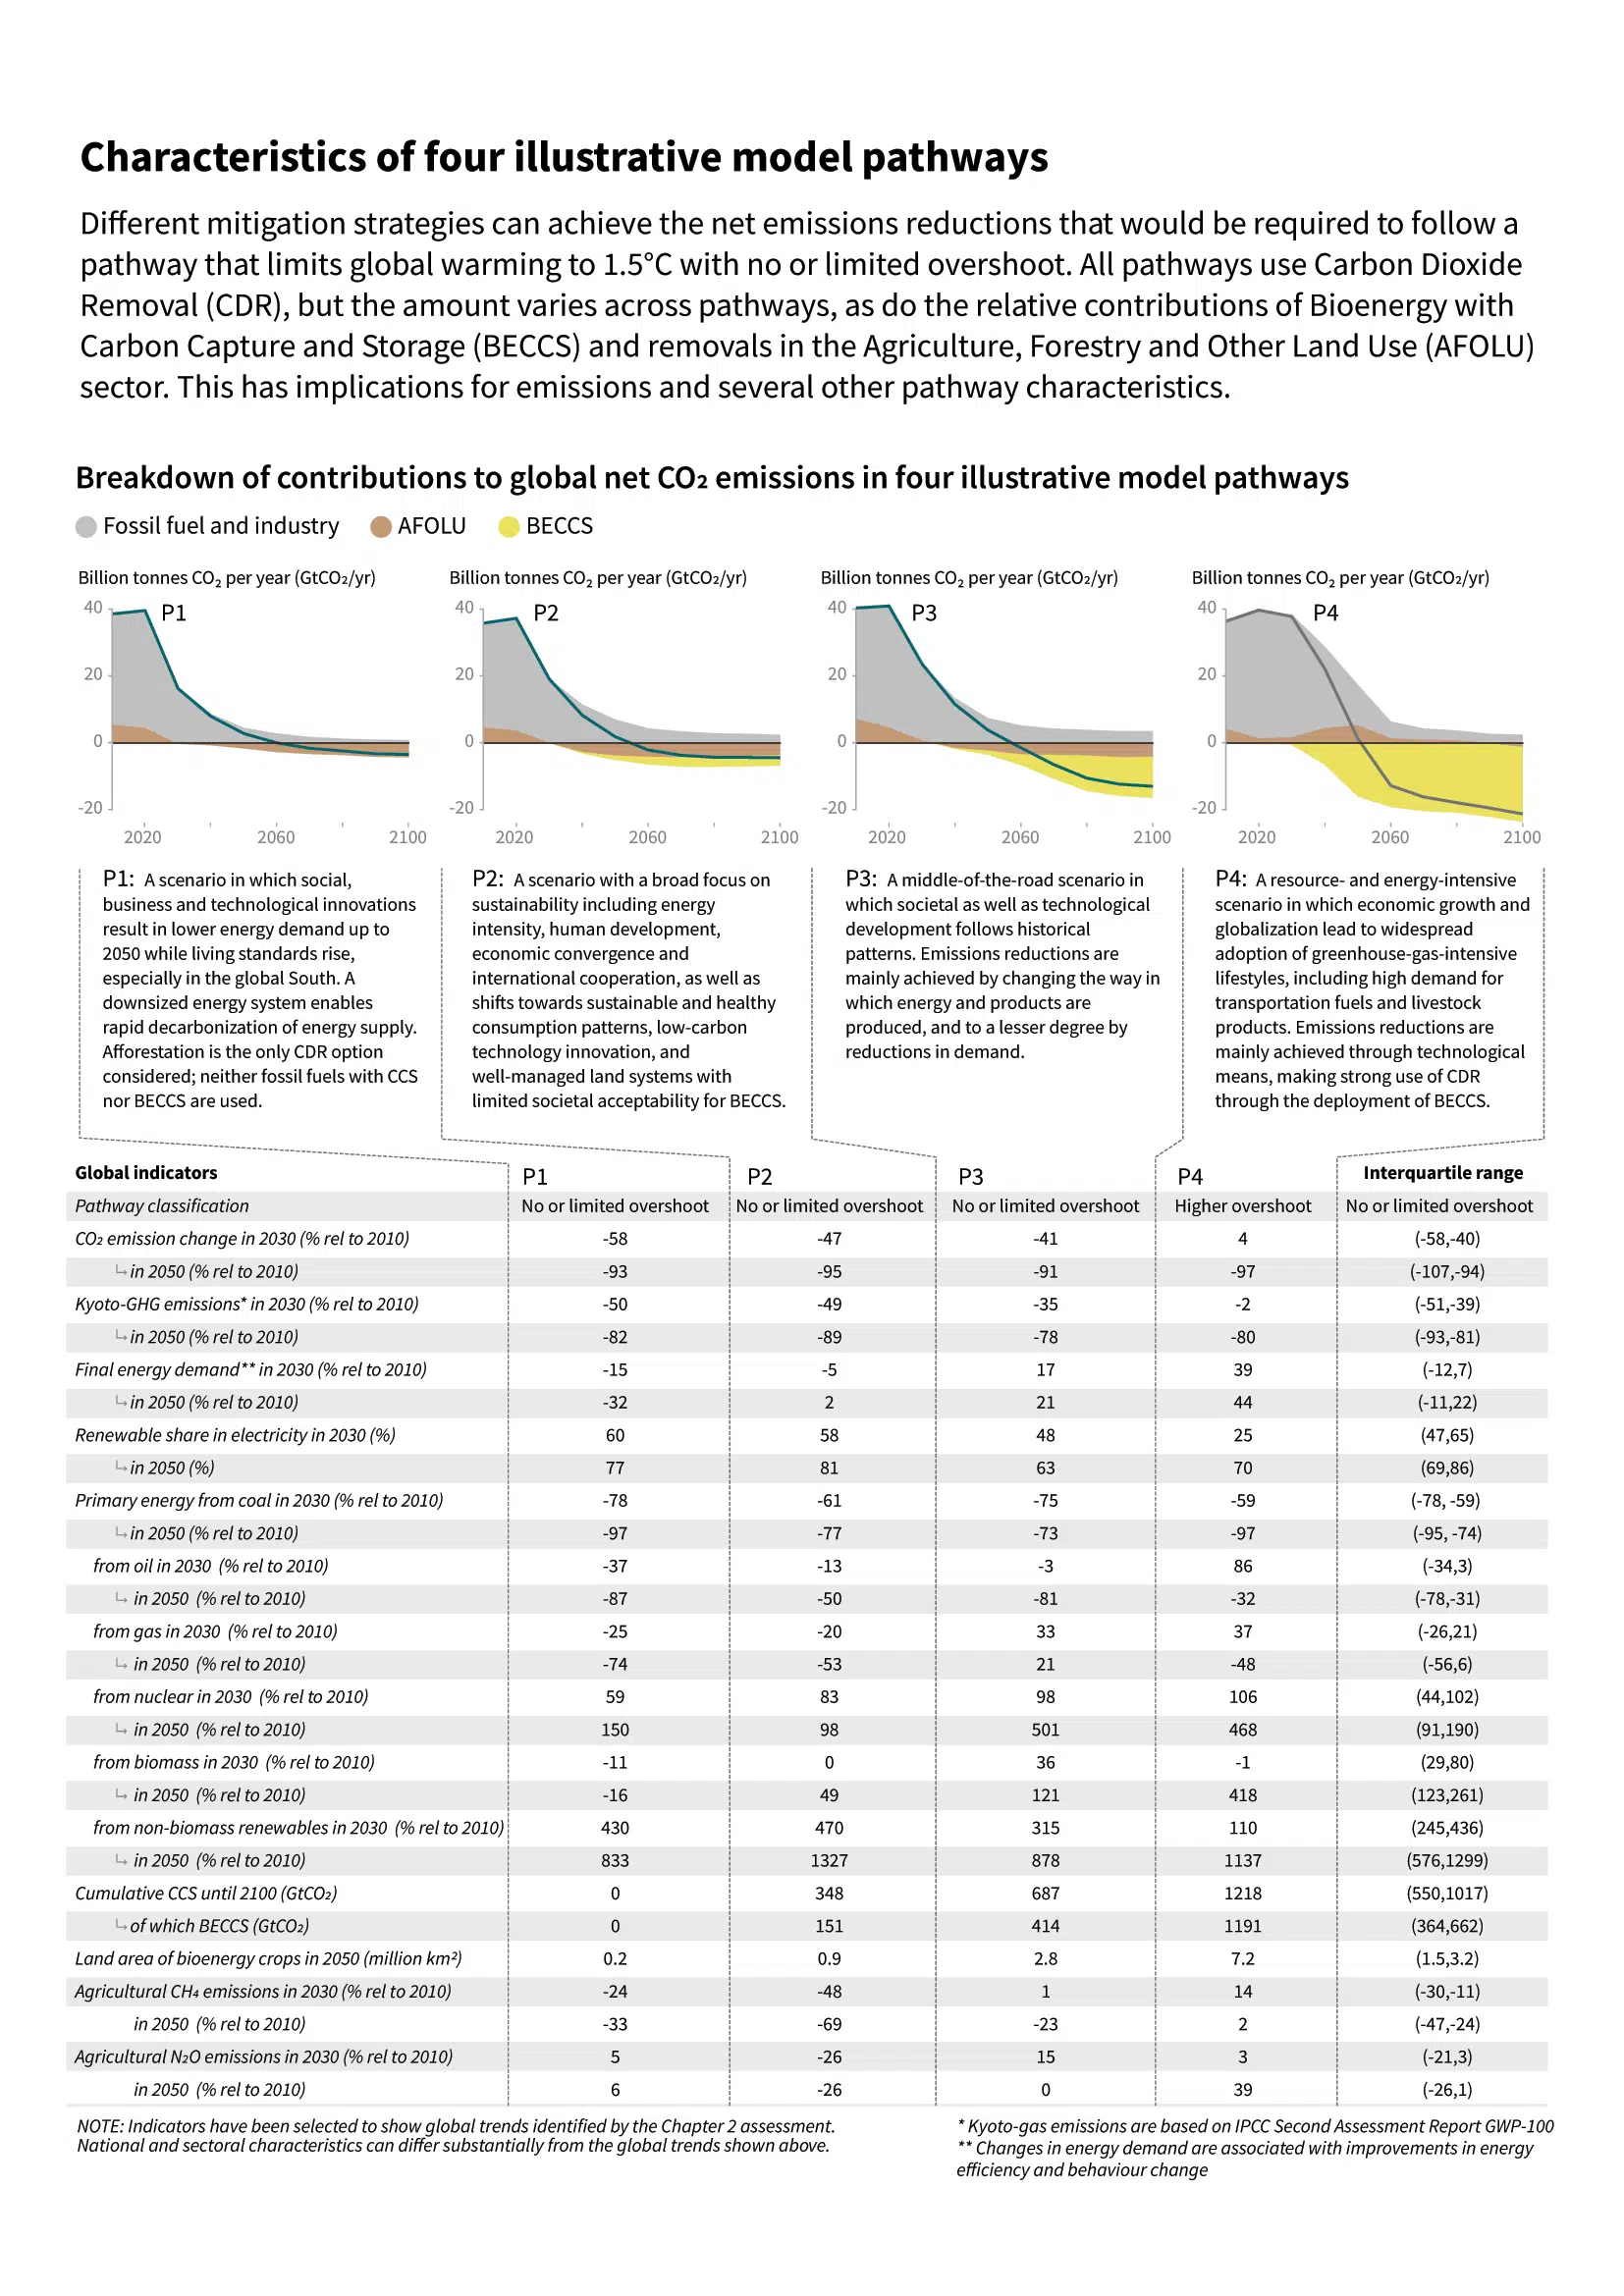 Characteristics of four illustrative model pathways
Different mitigation strategies can achieve the net emissions reductions that would be required to follow a
pathway that limits global warming to 1.5°C with no or limited overshoot. All pathways use Carbon Dioxide
Removal (CDR), but the amount varies across pathways, as do the relative contributions of Bioenergy with
Carbon Capture and Storage (BECCS) and removals in the Agriculture, Forestry and Other Land Use (AFOLU)
sector. This has implications for emissions and several other pathway characteristics.
Breakdown of contributions to global net CO₂ emissions in four illustrative model pathways
Fossil fuel and industry AFOLU BECCS
Billion tonnes CO₂ per year (GtCO₂/yr)
P1
40
20
0
-20
2020 2060 2100
Billion tonnes CO₂ per year (GtCO₂/yr)
P2
40
20
0
-20
2020 2060 2100
Billion tonnes CO₂ per year (GtCO₂/yr)
P3
40
20
0
-20
2020 2060 2100
Billion tonnes CO₂ per year (GtCO₂/yr)
P4
40
20
0
-20
2020 2060 2100
P1: A scenario in which social,
business and technological innovations
result in lower energy demand up to
2050 while living standards rise,
especially in the global South. A
downsized energy system enables
rapid decarbonization of energy supply.
Afforestation is the only CDR option
considered; neither fossil fuels with CCS
nor BECCS are used.
P2: A scenario with a broad focus on
sustainability including energy
intensity, human development,
economic convergence and
international cooperation, as well as
shifts towards sustainable and healthy
consumption patterns, low-carbon
technology innovation, and
well-managed land systems with
limited societal acceptability for BECCS.
P3: A middle-of-the-road scenario in
which societal as well as technological
development follows historical
patterns. Emissions reductions are
mainly achieved by changing the way in
which energy and products are
produced, and to a lesser degree by
reductions in demand.
P4: A resource- and energy-intensive
scenario in which economic growth and
globalization lead to widespread
adoption of greenhouse-gas-intensive
lifestyles, including high demand for
transportation fuels and livestock
products. Emissions reductions are
mainly achieved through technological
means, making strong use of CDR
through the deployment of BECCS.
Global indicators P1 P2 P3 P4 Interquartile range
Pathway classification No or limited overshoot No or limited overshoot No or limited overshoot Higher overshoot No or limited overshoot
CO₂ emission change in 2030 (% rel to 2010) -58 -47 -41 4 (-58,-40)
↳ in 2050 (% rel to 2010) -93 -95 -91 -97 (-107,-94)
Kyoto-GHG emissions* in 2030 (% rel to 2010) -50 -49 -35 -2 (-51,-39)
↳ in 2050 (% rel to 2010) -82 -89 -78 -80 (-93,-81)
Final energy demand** in 2030 (% rel to 2010) -15 -5 17 39 (-12,7)
↳ in 2050 (% rel to 2010) -32 2 21 44 (-11,22)
Renewable share in electricity in 2030 (%) 60 58 48 25 (47,65)
↳ in 2050 (%) 77 81 63 70 (69,86)
Primary energy from coal in 2030 (% rel to 2010) -78 -61 -75 -59 (-78, -59)
↳ in 2050 (% rel to 2010) -97 -77 -73 -97 (-95, -74)
from oil in 2030 (% rel to 2010) -37 -13 -3 86 (-34,3)
↳ in 2050 (% rel to 2010) -87 -50 -81 -32 (-78,-31)
from gas in 2030 (% rel to 2010) -25 -20 33 37 (-26,21)
↳ in 2050 (% rel to 2010) -74 -53 21 -48 (-56,6)
from nuclear in 2030 (% rel to 2010) 59 83 98 106 (44,102)
↳ in 2050 (% rel to 2010) 150 98 501 468 (91,190)
from biomass in 2030 (% rel to 2010) -11 0 36 -1 (29,80)
↳ in 2050 (% rel to 2010) -16 49 121 418 (123,261)
from non-biomass renewables in 2030 (% rel to 2010) 430 470 315 110 (245,436)
↳ in 2050 (% rel to 2010) 833 1327 878 1137 (576,1299)
Cumulative CCS until 2100 (GtCO₂) 0 348 687 1218 (550,1017)
↳ of which BECCS (GtCO₂) 0 151 414 1191 (364,662)
Land area of bioenergy crops in 2050 (million km²) 0.2 0.9 2.8 7.2 (1.5,3.2)
Agricultural CH₄ emissions in 2030 (% rel to 2010) -24 -48 1 14 (-30,-11)
in 2050 (% rel to 2010) -33 -69 -23 2 (-47,-24)
Agricultural N₂O emissions in 2030 (% rel to 2010) 5 -26 15 3 (-21,3)
in 2050 (% rel to 2010) 6 -26 0 39 (-26,1)
NOTE: Indicators have been selected to show global trends identified by the Chapter 2 assessment.
National and sectoral characteristics can differ substantially from the global trends shown above.
* Kyoto-gas emissions are based on IPCC Second Assessment Report GWP-100
** Changes in energy demand are associated with improvements in energy
efficiency and behaviour change